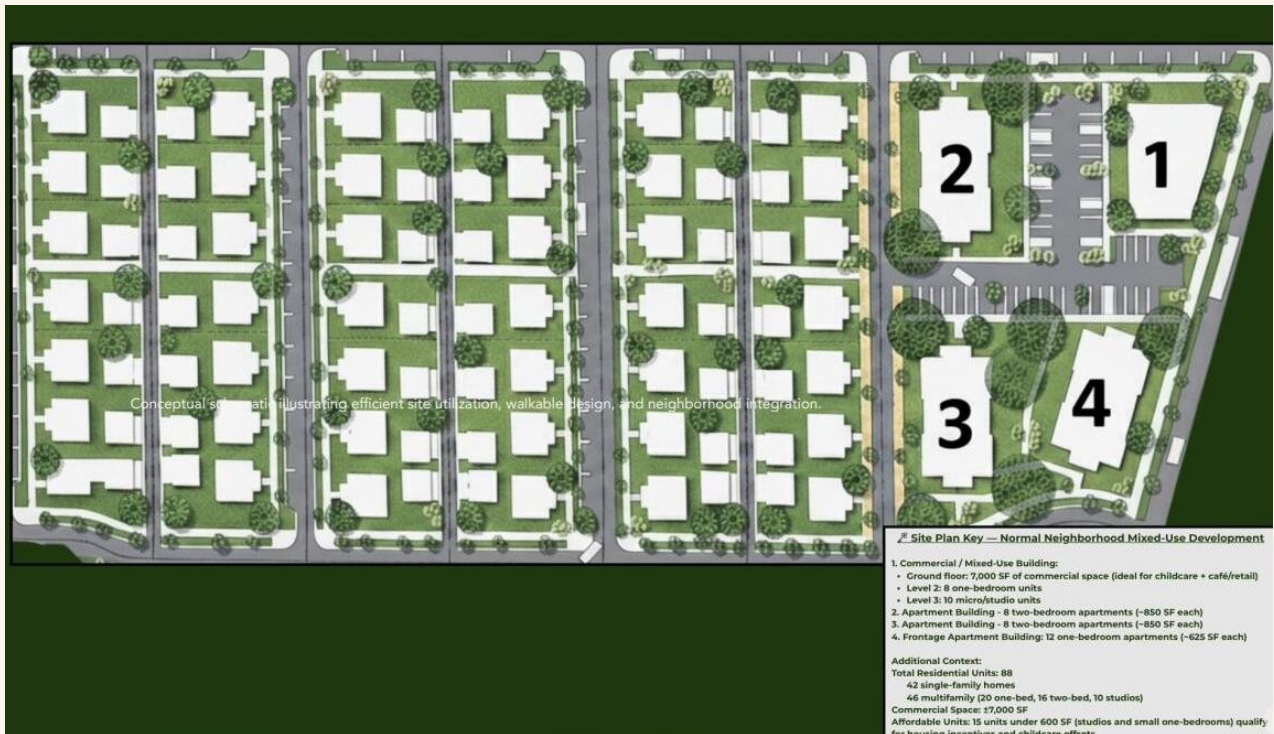 2
1
Conceptual schematic illustrating efficient site utilization, walkable design, and neighborhood integration.
3
4
Site Plan Key — Normal Neighborhood Mixed-Use Development
1. Commercial / Mixed-Use Building:
• Ground floor: 7,000 SF of commercial space (ideal for childcare + café/retail)
• Level 2: 8 one-bedroom units
• Level 3: 10 micro/studio units
2. Apartment Building - 8 two-bedroom apartments (~850 SF each)
3. Apartment Building - 8 two-bedroom apartments (~850 SF each)
4. Frontage Apartment Building: 12 one-bedroom apartments (~625 SF each)
Additional Context:
Total Residential Units: 88
42 single-family homes
46 multifamily (20 one-bed, 16 two-bed, 10 studios)
Commercial Space: ±7,000 SF
Affordable Units: 15 units under 600 SF (studios and small one-bedrooms) qualify
for housing incentives and childcare offsets